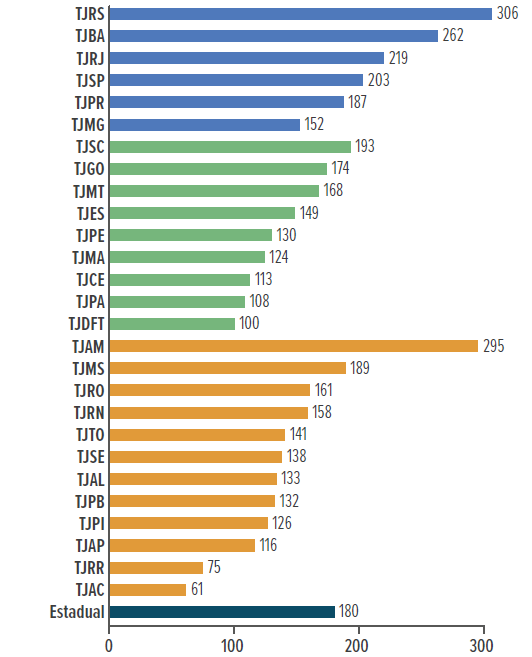 TJRS 306
TJBA 262
TJRJ 219
TJSP 203
TJPR 187
TJMG 152
TJSC 193
TJGO 174
TJMT 168
TJES 149
TJPE 130
TJMA 124
TJCE 113
TJPA 108
TJDFT 100
TJAM 295
TJMS 189
TJRO 161
TJRN 158
TJTO 141
TJSE 138
TJAL 133
TJPB 132
TJPI 126
TJAP 116
TJRR 75
TJAC 61
Estadual 180
0 100 200 300